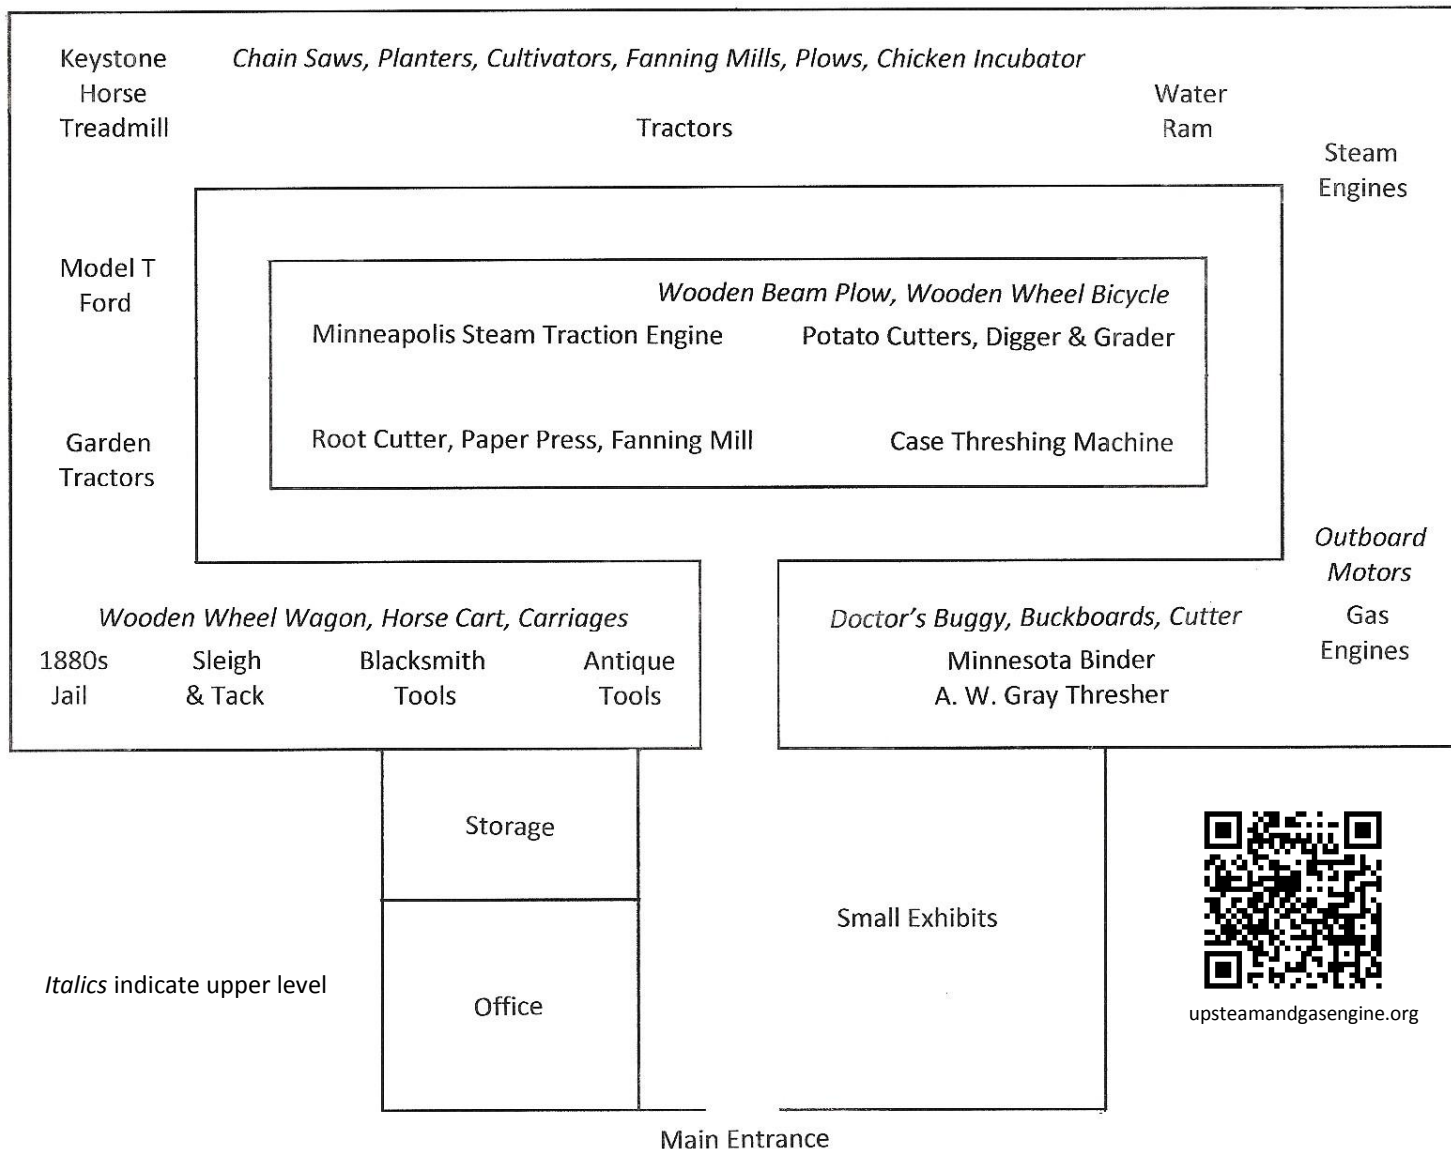 Keystone
Horse
Treadmill
Chain Saws, Planters, Cultivators, Fanning Mills, Plows, Chicken Incubator
Tractors
Water
Ram
Steam
Engines
Model T
Ford
Wooden Beam Plow, Wooden Wheel Bicycle
Minneapolis Steam Traction Engine
Potato Cutters, Digger & Grader
Garden
Tractors
Root Cutter, Paper Press, Fanning Mill
Case Threshing Machine
Outboard
Motors
Gas
Engines
Wooden Wheel Wagon, Horse Cart, Carriages
1880s
Jail
Sleigh
& Tack
Blacksmith
Tools
Antique
Tools
Doctor's Buggy, Buckboards, Cutter
Minnesota Binder
A. W. Gray Thresher
Storage
Small Exhibits
Italics indicate upper level
Office
upsteamandgasengine.org
Main Entrance